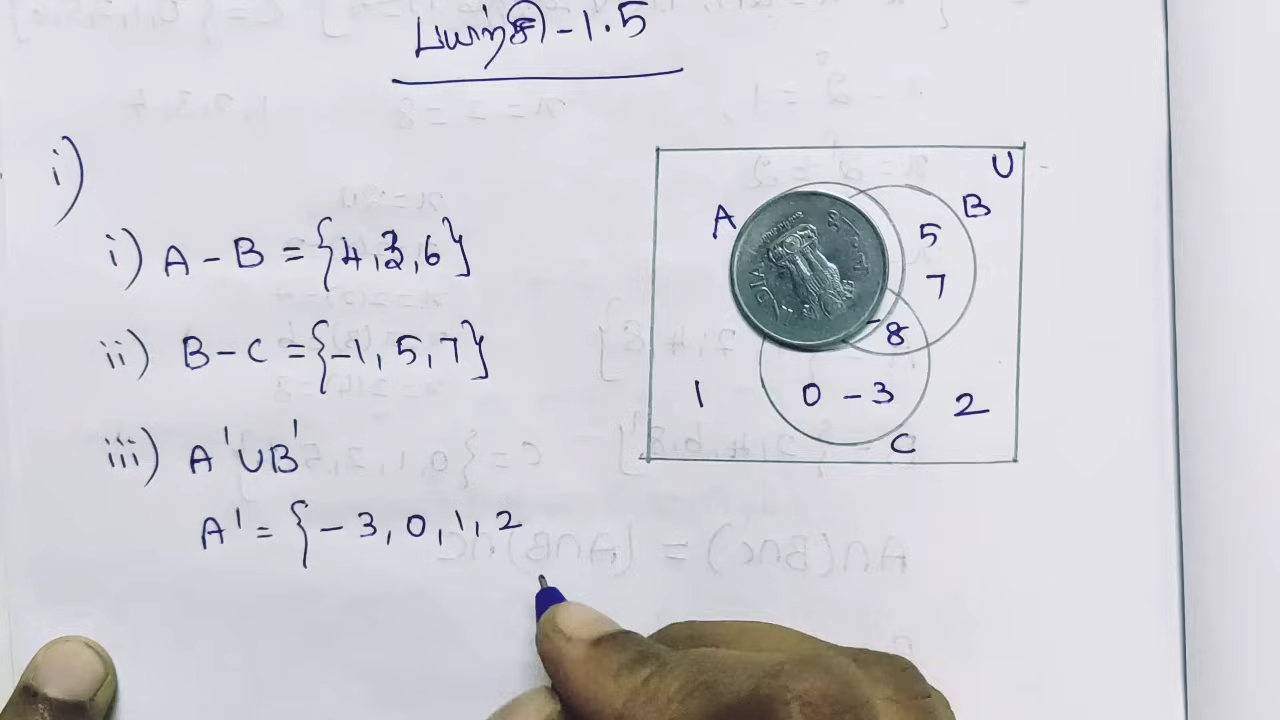 பயிற்சி - 1.5
i)
i) A - B = {4, 3, 6}
ii) B - C = {-1, 5, 7}
iii) A' ∪ B'
A' = {-3, 0, 1, 2
U
A
B
5
7
-8
0 -3
1
2
C